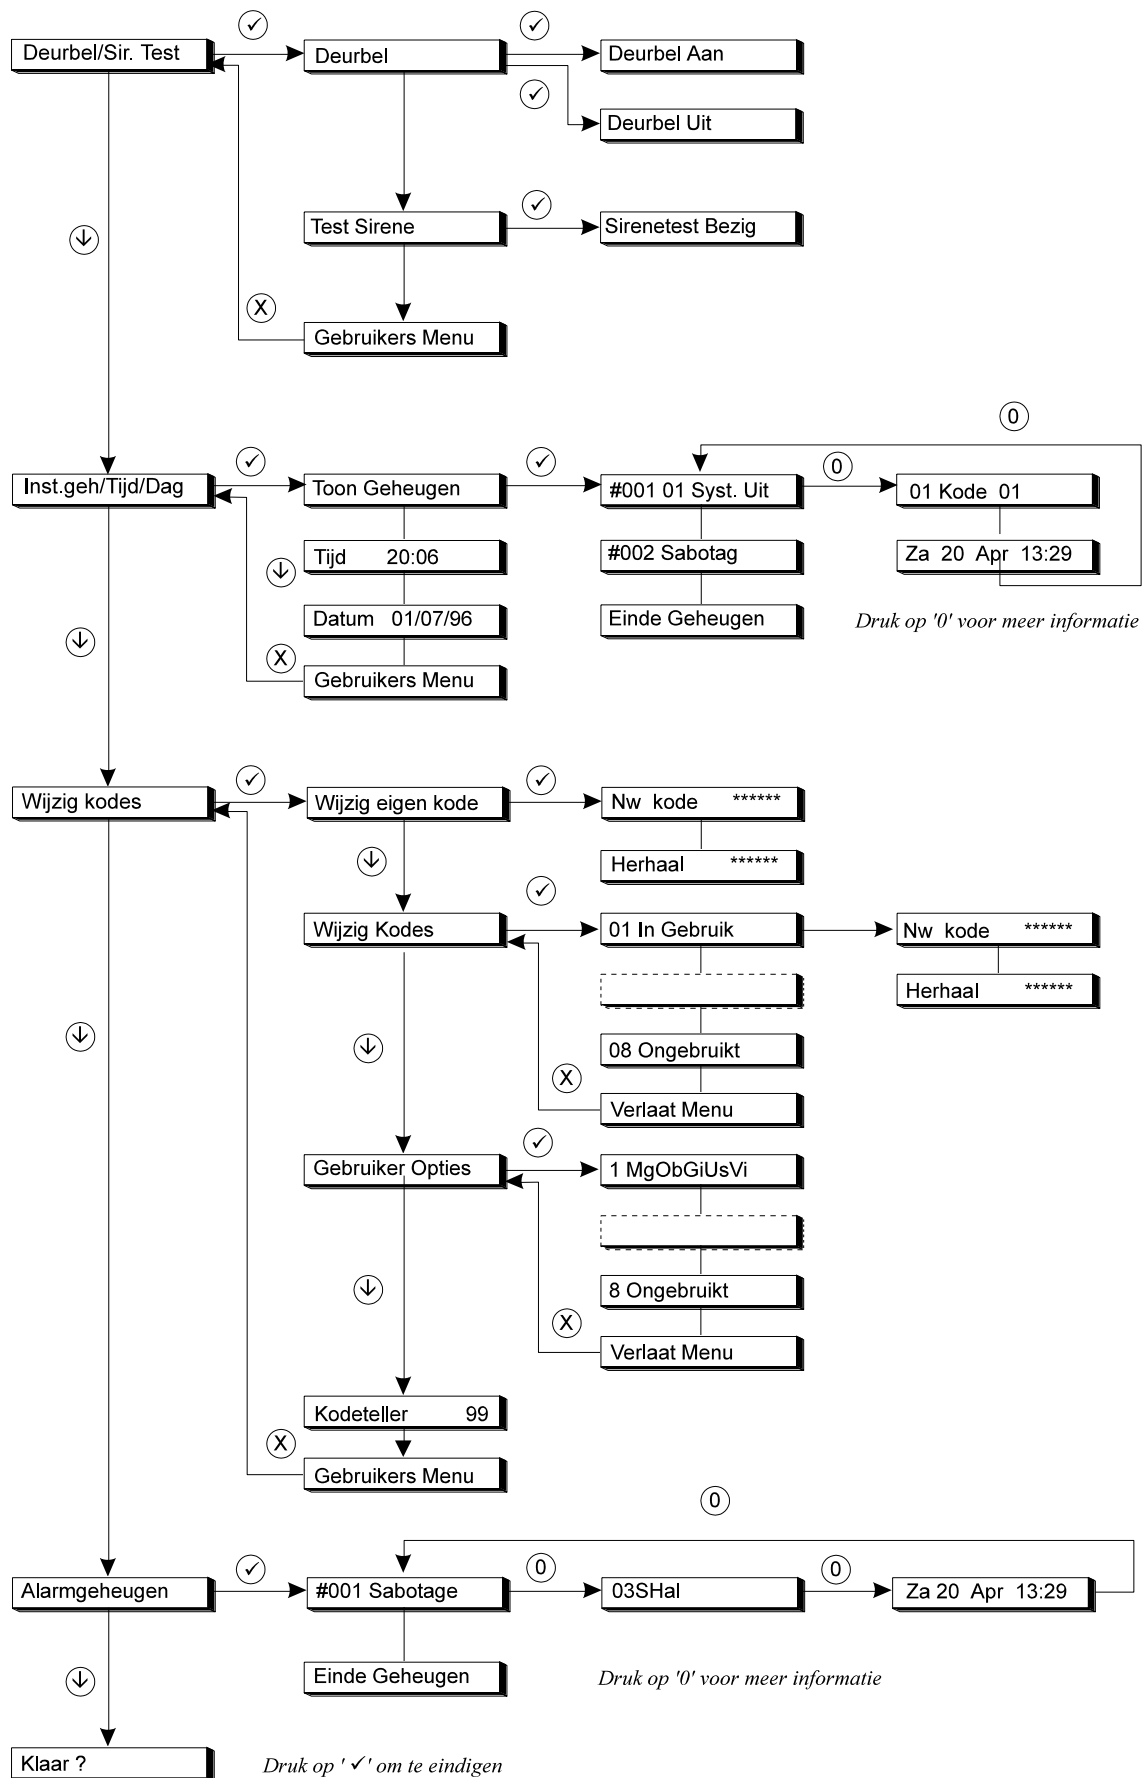 ✓
✓
Deurbel/Sir. Test
Deurbel
Deurbel Aan
✓
Deurbel Uit
✓
Test Sirene
Sirenetest Bezig
↓
X
Gebruikers Menu
0
✓
✓
0
Inst.geh/Tijd/Dag
Toon Geheugen
#001 01 Syst. Uit
01 Kode 01
Tijd 20:06
#002 Sabotag
Za 20 Apr 13:29
↓
Datum 01/07/96
Einde Geheugen
Druk op '0' voor meer informatie
↓
X
Gebruikers Menu
✓
✓
Wijzig kodes
Wijzig eigen kode
Nw kode ******
↓
Herhaal ******
✓
Wijzig Kodes
01 In Gebruik
Nw kode ******
Herhaal ******
↓
↓
08 Ongebruikt
X
Verlaat Menu
✓
Gebruiker Opties
1 MgObGiUsVi
↓
8 Ongebruikt
X
Verlaat Menu
Kodeteller 99
X
Gebruikers Menu
0
✓
0
0
Alarmgeheugen
#001 Sabotage
03SHal
Za 20 Apr 13:29
↓
Einde Geheugen
Druk op '0' voor meer informatie
Klaar ?
Druk op ' ✓' om te eindigen